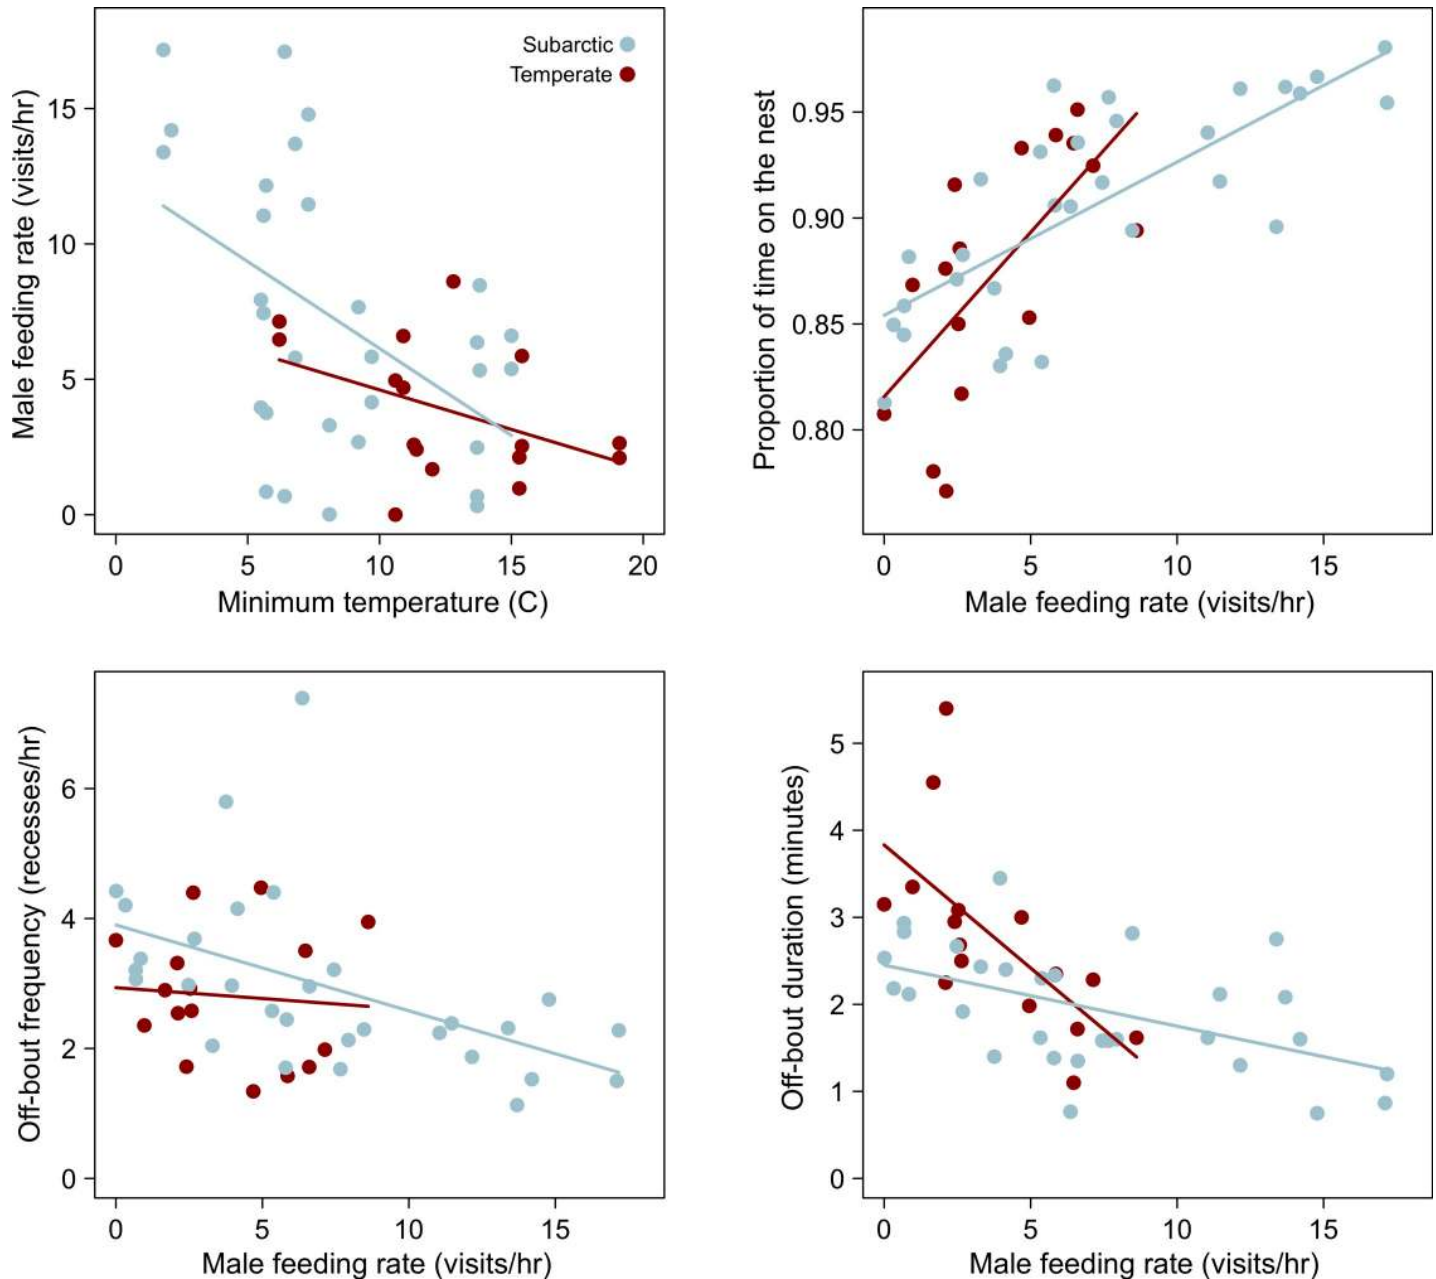 Subarctic
Temperate
Male feeding rate (visits/hr)
15
10
5
0
0 5 10 15 20
Minimum temperature (C)
Proportion of time on the nest
0.95
0.90
0.85
0.80
0 5 10 15
Male feeding rate (visits/hr)
Off-bout frequency (recesses/hr)
6
4
2
0
0 5 10 15
Male feeding rate (visits/hr)
Off-bout duration (minutes)
5
4
3
2
1
0
0 5 10 15
Male feeding rate (visits/hr)